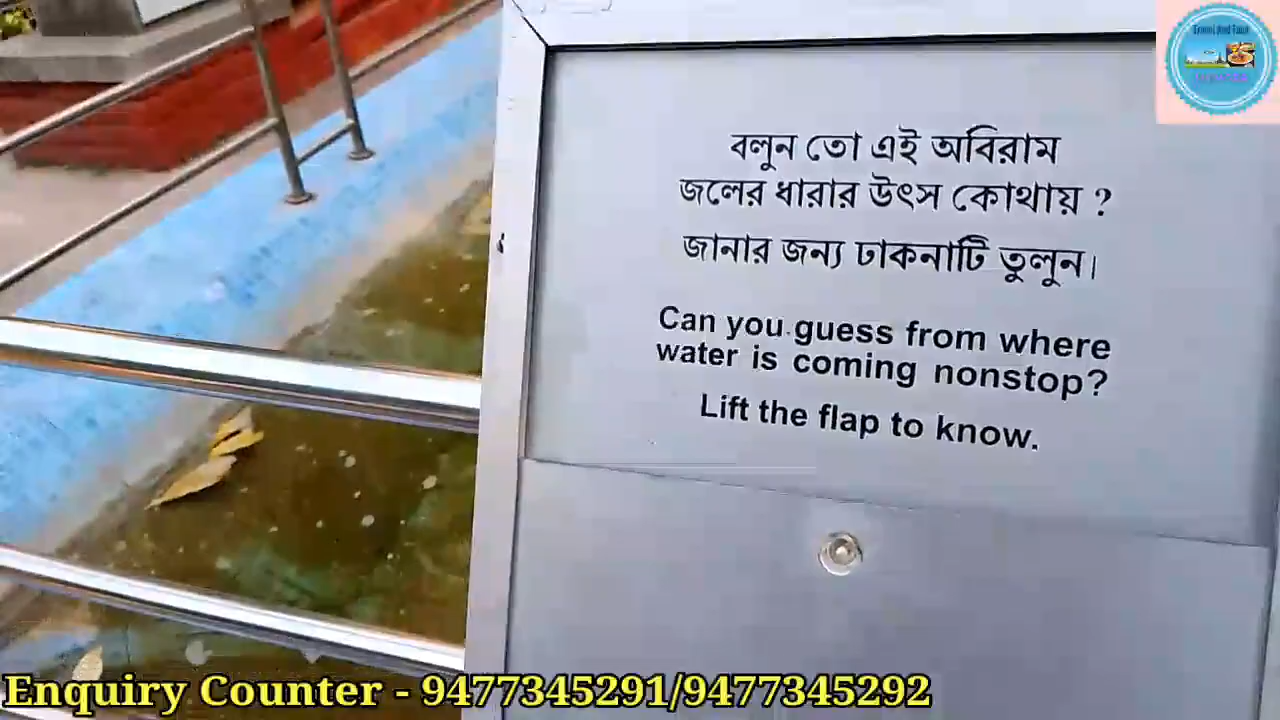 বলুন তো এই অবিরাম
জলের ধারার উৎস কোথায় ?
জানার জন্য ঢাকনাটি তুলুন।
Can you guess from where
water is coming nonstop?
Lift the flap to know.
Enquiry Counter - 9477345291/9477345292